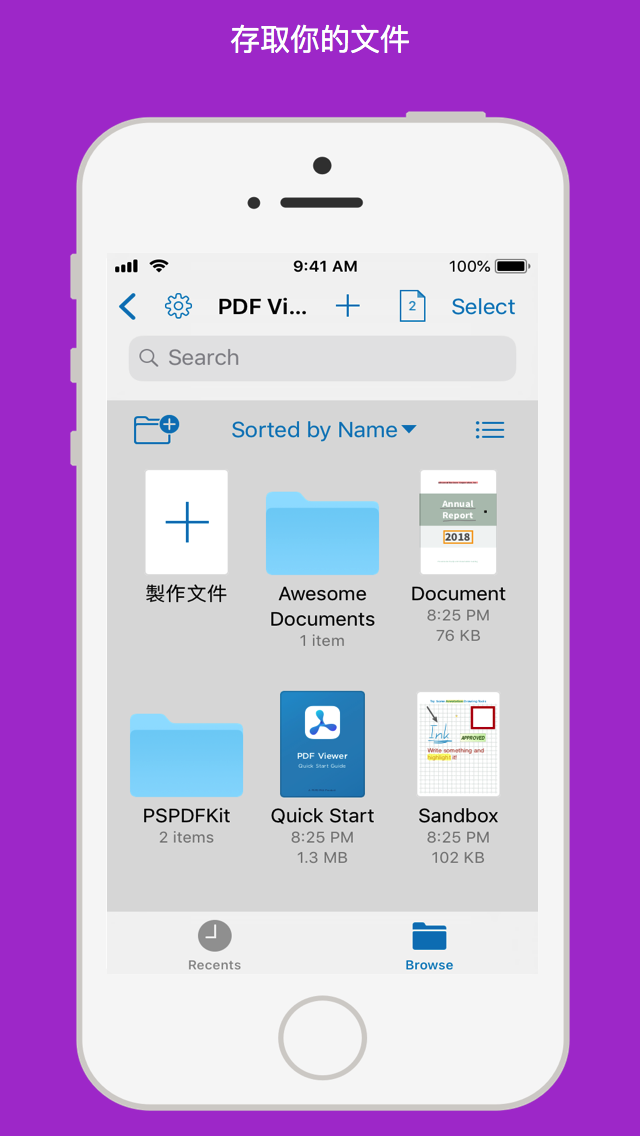 存取你的文件
9:41 AM
100%
PDF Vi...
2
Select
Search
Sorted by Name
製作文件
Awesome
Documents
1 item
Annual
Report
2018
Document
8:25 PM
76 KB
PSPDFKit
2 items
PDF Viewer
Quick Start Guide
Quick Start
8:25 PM
1.3 MB
Ink
APPROVED
Write something and
highlight it!
Sandbox
8:25 PM
102 KB
Recents
Browse